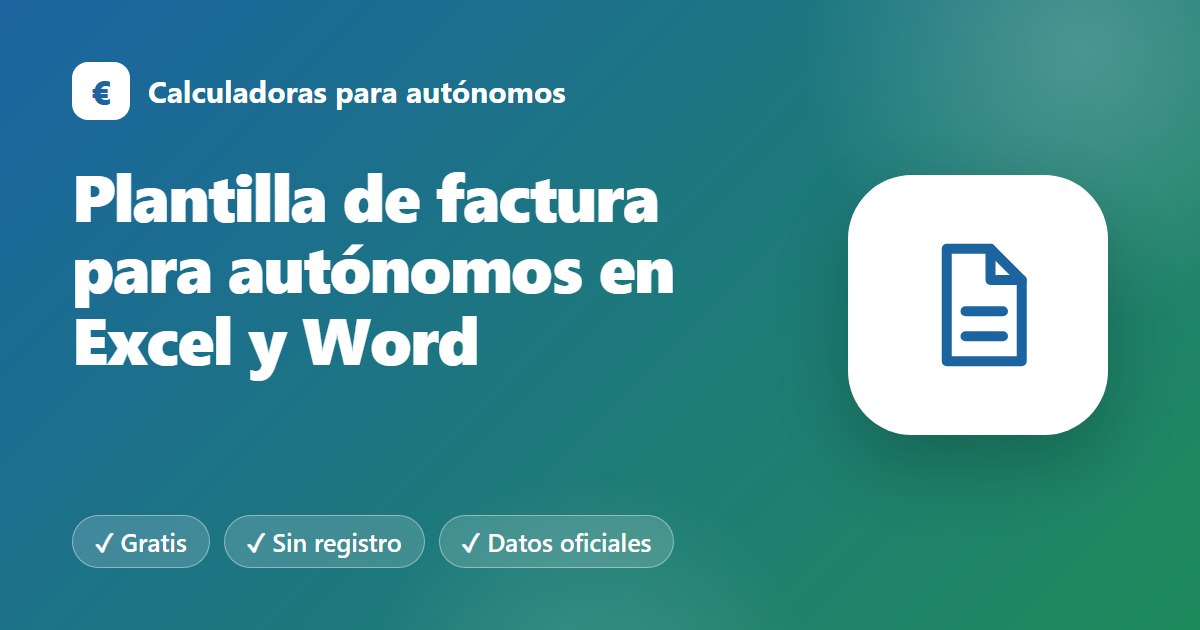 €
Calculadoras para autónomos
Plantilla de factura
para autónomos en
Excel y Word
✓ Gratis
✓ Sin registro
✓ Datos oficiales